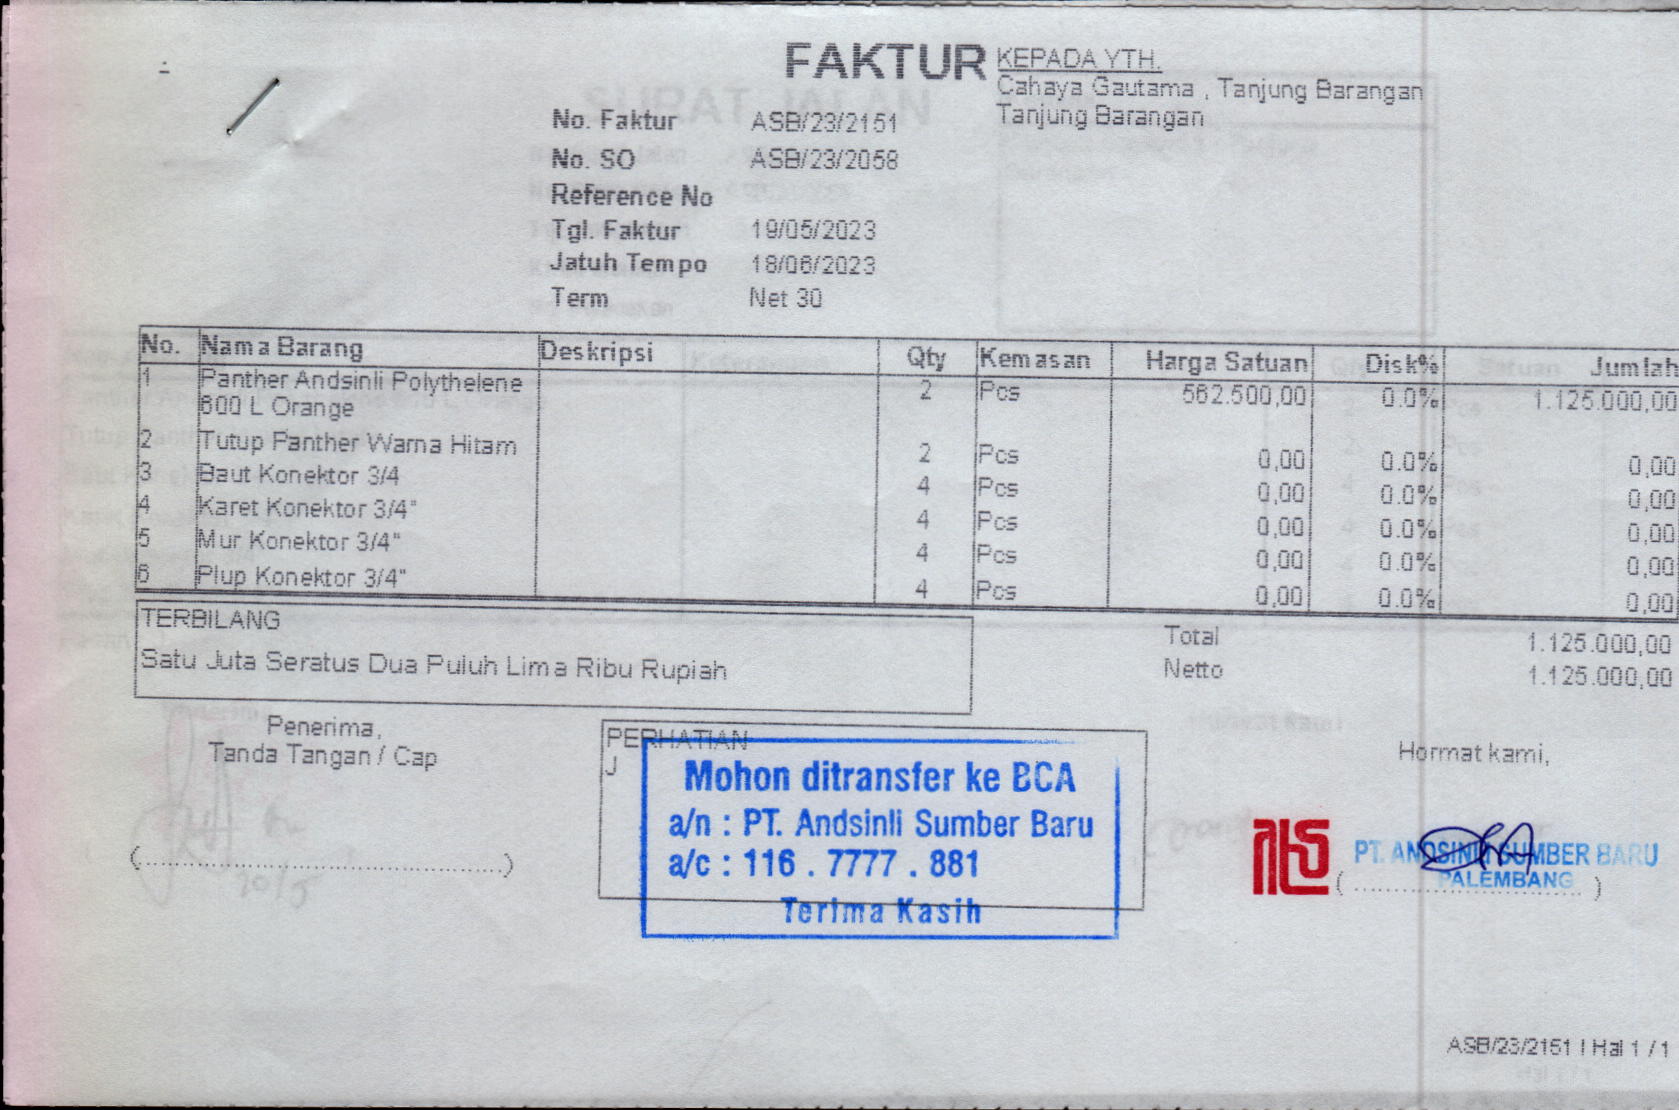 FAKTUR
KEPADA YTH.
Cahaya Gautama , Tanjung Barangan
Tanjung Barangan
No. Faktur ASB/23/2151
No. SO ASB/23/2058
Reference No
Tgl. Faktur 19/05/2023
Jatuh Tempo 18/06/2023
Term Net 30
No. Nama Barang Deskripsi Qty Kemasan Harga Satuan Disk% Jumlah
1 Panther Andsinli Polythelene 2 Pcs 562.500,00 0.0% 1.125.000,00
600 L Orange
2 Tutup Panther Warna Hitam 2 Pcs 0,00 0.0% 0,00
3 Baut Konektor 3/4 4 Pcs 0,00 0.0% 0,00
4 Karet Konektor 3/4" 4 Pcs 0,00 0.0% 0,00
5 Mur Konektor 3/4" 4 Pcs 0,00 0.0% 0,00
6 Plup Konektor 3/4" 4 Pcs 0,00 0.0% 0,00
TERBILANG
Satu Juta Seratus Dua Puluh Lima Ribu Rupiah
Total 1.125.000,00
Netto 1.125.000,00
Penerima,
Tanda Tangan / Cap
(..............................)
20/5
PERHATIAN
J
Mohon ditransfer ke BCA
a/n : PT. Andsinli Sumber Baru
a/c : 116 . 7777 . 881
Terima Kasih
Hormat kami,
PT. ANDSINLI SUMBER BARU
PALEMBANG
(..............................)
ASB/23/2151 | Hal 1 / 1